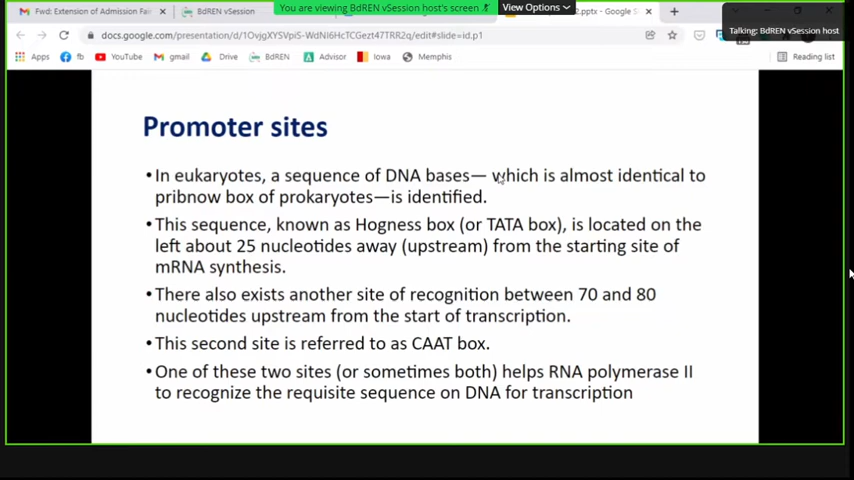 Fwd: Extension of Admission Fair
BdREN vSession
You are viewing BdREN vSession host's screen
View Options
2.pptx - Google S
Talking: BdREN vSession host
docs.google.com/presentation/d/1OvjgXYSVpiS-WdNI6HcTCGezt47TRR2q/edit#slide=id.p1
Apps
fb
YouTube
gmail
Drive
BdREN
Advisor
Iowa
Memphis
Reading list
Promoter sites
•In eukaryotes, a sequence of DNA bases— which is almost identical to
pribnow box of prokaryotes—is identified.
•This sequence, known as Hogness box (or TATA box), is located on the
left about 25 nucleotides away (upstream) from the starting site of
mRNA synthesis.
•There also exists another site of recognition between 70 and 80
nucleotides upstream from the start of transcription.
•This second site is referred to as CAAT box.
•One of these two sites (or sometimes both) helps RNA polymerase II
to recognize the requisite sequence on DNA for transcription